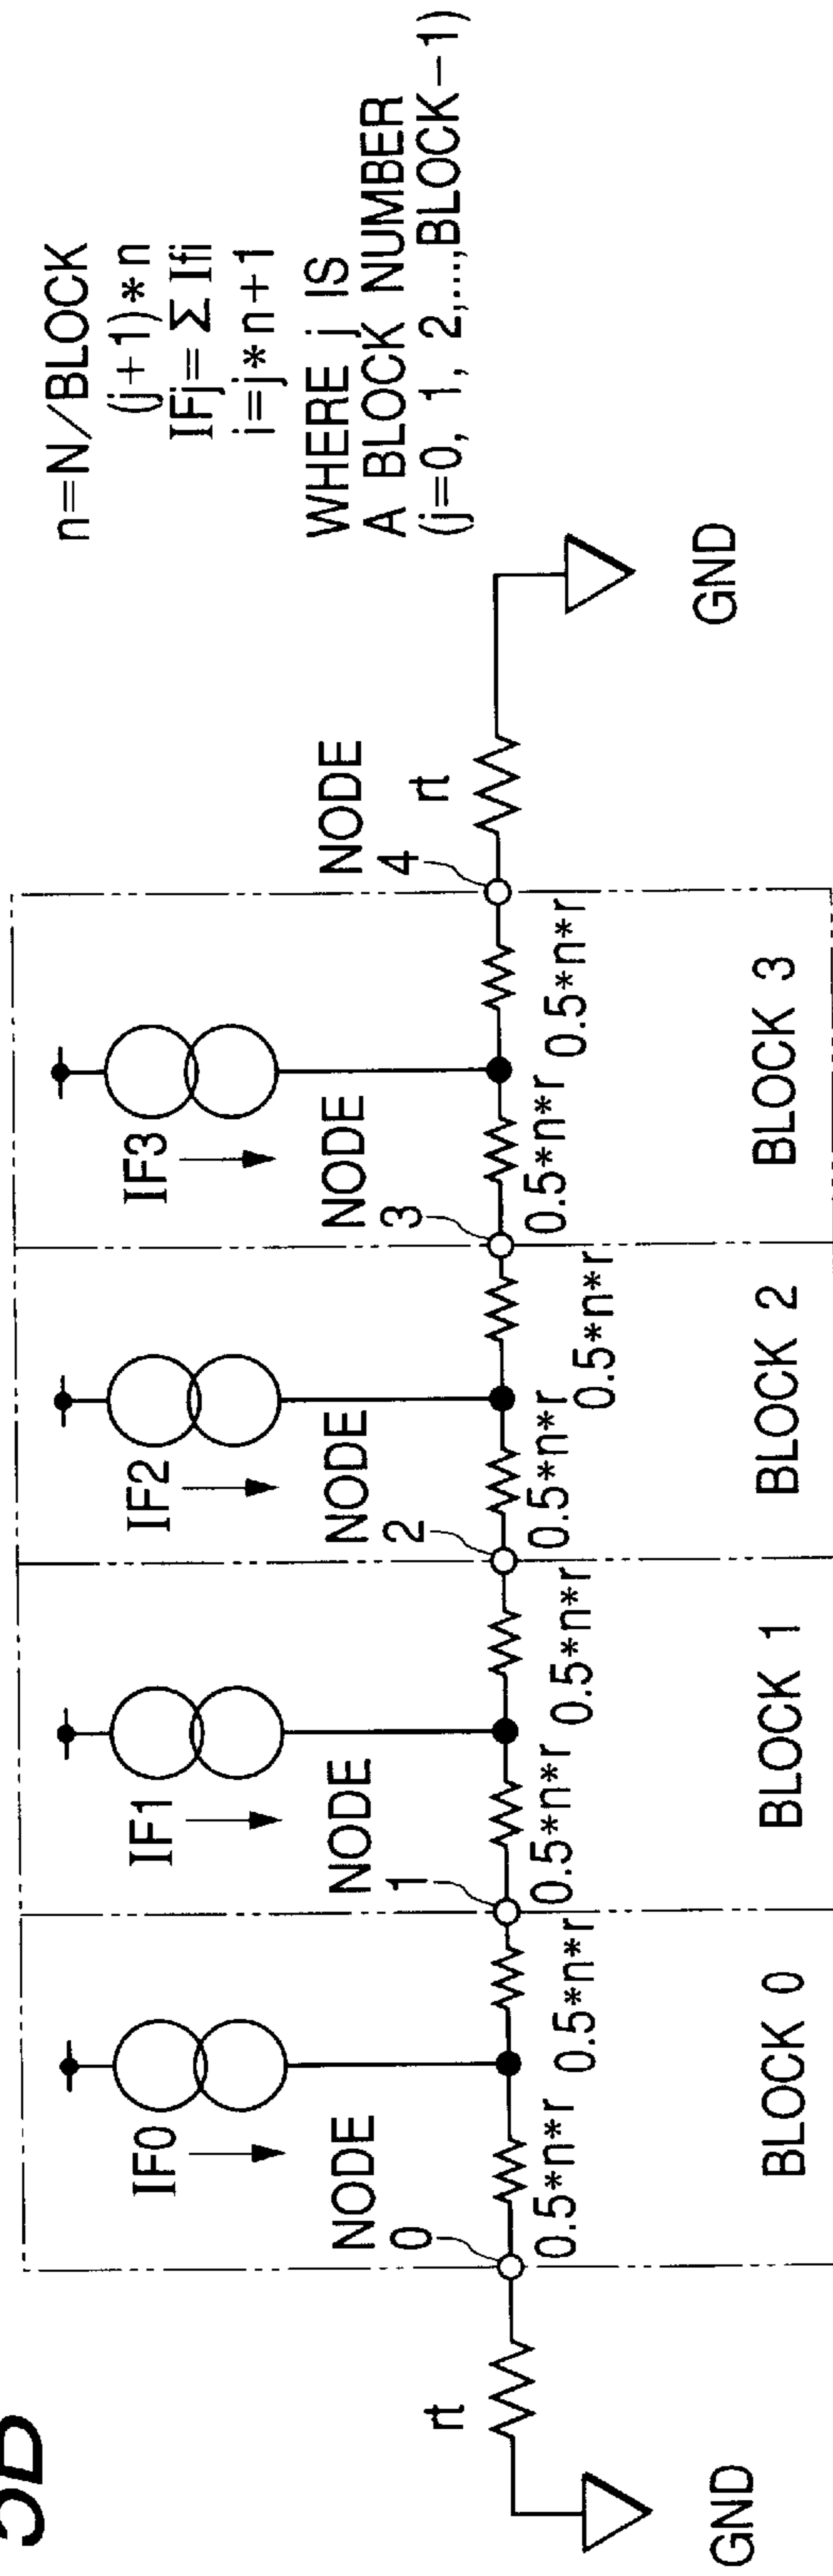 n=N/BLOCK
(j+1)*n
IFj=Σ Ifi
i=j*n+1
WHERE j IS
A BLOCK NUMBER
(j=0, 1, 2,...,BLOCK-1)
IF0
IF1
IF2
IF3
NODE
0
NODE
1
NODE
2
NODE
3
NODE
4
rt
rt
0.5*n*r
0.5*n*r
0.5*n*r
0.5*n*r
0.5*n*r
0.5*n*r
0.5*n*r
0.5*n*r
GND
BLOCK 0
BLOCK 1
BLOCK 2
BLOCK 3
GND